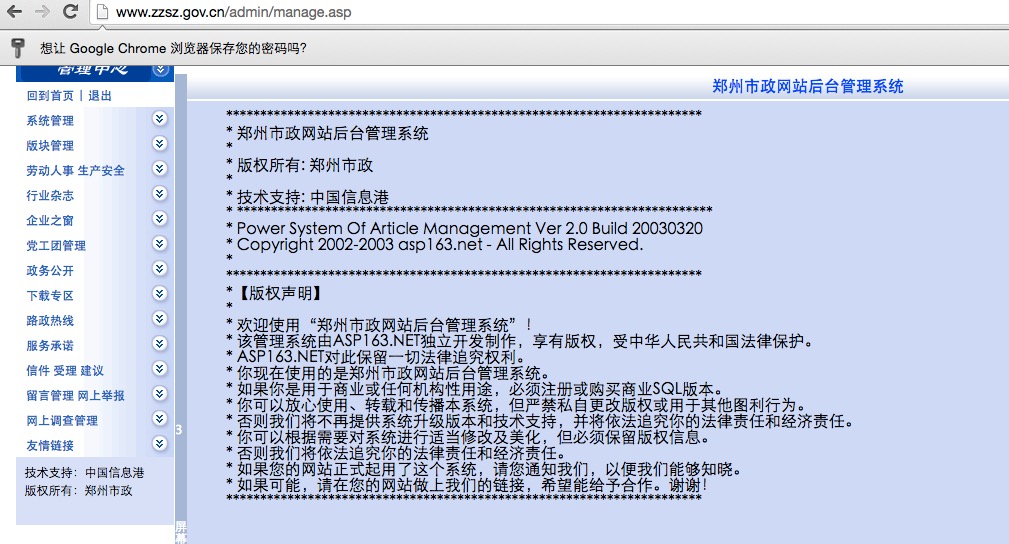 www.zzsz.gov.cn/admin/manage.asp
想让 Google Chrome 浏览器保存您的密码吗?
管理中心
郑州市政网站后台管理系统
回到首页 | 退出
系统管理
版块管理
劳动人事 生产安全
行业杂志
企业之窗
党工团管理
政务公开
下载专区
路政热线
服务承诺
信件 受理 建议
留言管理 网上举报
网上调查管理
友情链接
技术支持：中国信息港
版权所有：郑州市政
3
屏
********************************************************************
* 郑州市政网站后台管理系统
*
* 版权所有: 郑州市政
*
* 技术支持: 中国信息港
* ********************************************************************
* Power System Of Article Management Ver 2.0 Build 20030320
* Copyright 2002-2003 asp163.net - All Rights Reserved.
*
********************************************************************
*【版权声明】
*
* 欢迎使用“郑州市政网站后台管理系统”！
* 该管理系统由ASP163.NET独立开发制作，享有版权，受中华人民共和国法律保护。
* ASP163.NET对此保留一切法律追究权利。
* 你现在使用的是郑州市政网站后台管理系统。
* 如果你是用于商业或任何机构性用途，必须注册或购买商业SQL版本。
* 你可以放心使用、转载和传播本系统，但严禁私自更改版权或用于其他图利行为。
* 否则我们将不再提供系统升级版本和技术支持，并将依法追究你的法律责任和经济责任。
* 你可以根据需要对系统进行适当修改及美化，但必须保留版权信息。
* 否则我们将依法追究你的法律责任和经济责任。
* 如果您的网站正式起用了这个系统，请您通知我们，以便我们能够知晓。
* 如果可能，请在您的网站做上我们的链接，希望能给予合作。谢谢！
********************************************************************